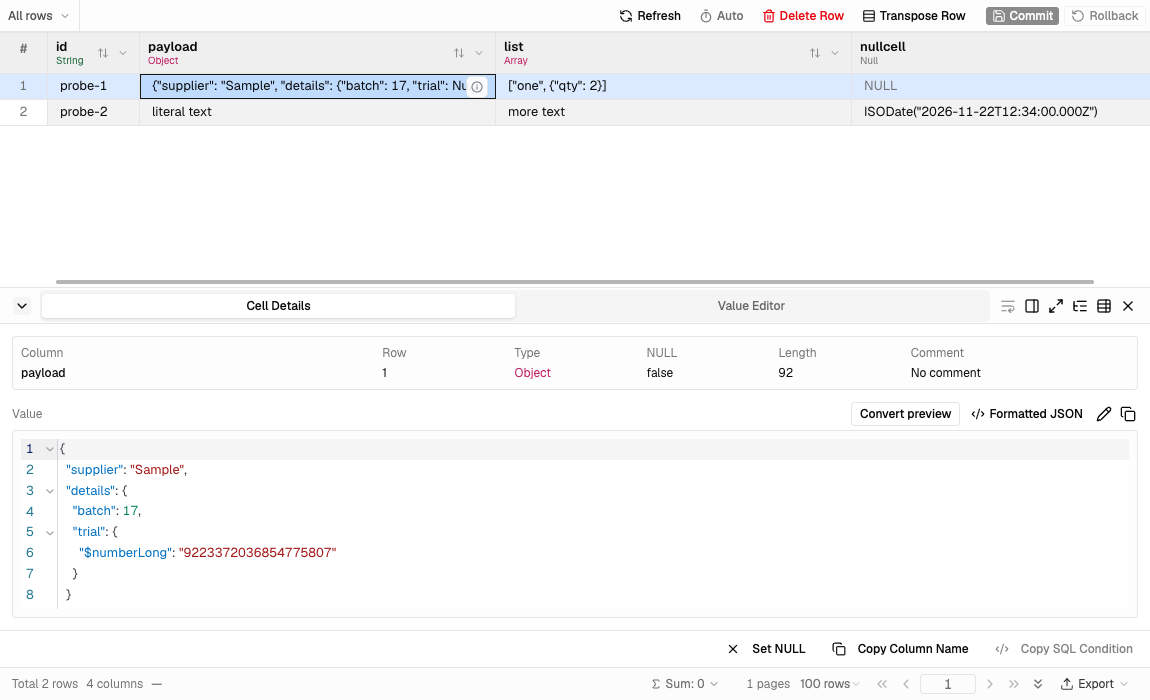 All rows
Refresh Auto Delete Row Transpose Row Commit Rollback
# id payload list nullcell
String Object Array Null
1 probe-1 {"supplier": "Sample", "details": {"batch": 17, "trial": Nu ["one", {"qty": 2}] NULL
2 probe-2 literal text more text ISODate("2026-11-22T12:34:00.000Z")
Cell Details Value Editor
Column Row Type NULL Length Comment
payload 1 Object false 92 No comment
Value Convert preview </> Formatted JSON
1 {
2 "supplier": "Sample",
3 "details": {
4 "batch": 17,
5 "trial": {
6 "$numberLong": "9223372036854775807"
7 }
8 }
Set NULL Copy Column Name </> Copy SQL Condition
Total 2 rows 4 columns — Σ Sum: 0 1 pages 100 rows 1 Export